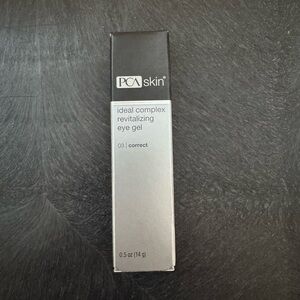 PCA skin®
ideal complex
revitalizing
eye gel
03 | correct
0.5 oz (14 g)